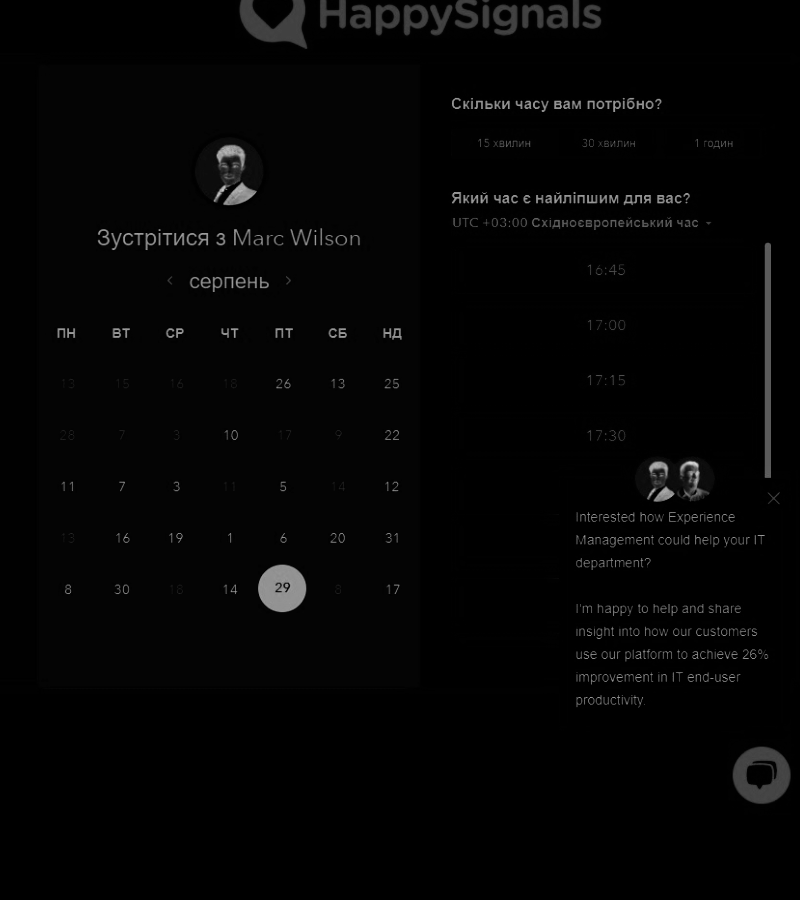 HappySignals
Зустрітися з Marc Wilson
серпень
ПН ВТ СР ЧТ ПТ СБ НД
13 15 16 18 26 13 25
28 7 3 10 17 9 22
11 7 3 11 5 14 12
13 16 19 1 6 20 31
8 30 18 14 29 8 17
Скільки часу вам потрібно?
15 хвилин 30 хвилин 1 годин
Який час є найліпшим для вас?
UTC +03:00 Східноєвропейський час
16:45
17:00
17:15
17:30
Interested how Experience
Management could help your IT
department?
I'm happy to help and share
insight into how our customers
use our platform to achieve 26%
improvement in IT end-user
productivity.